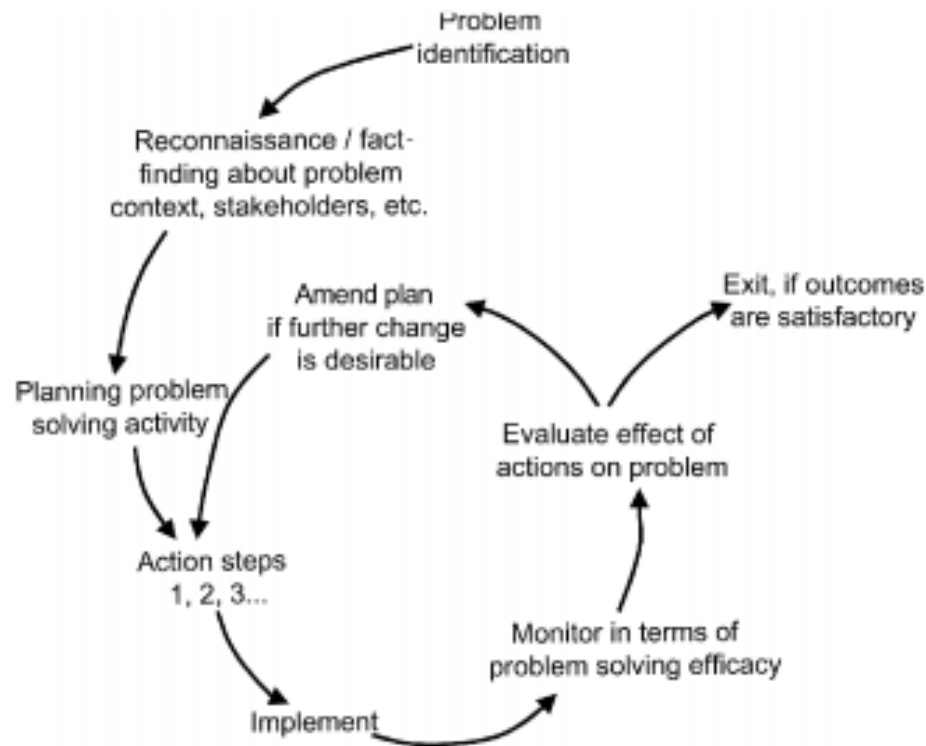 Problem
identification
Reconnaissance / fact-
finding about problem
context, stakeholders, etc.
Planning problem
solving activity
Action steps
1, 2, 3...
Implement
Monitor in terms of
problem solving efficacy
Evaluate effect of
actions on problem
Amend plan
if further change
is desirable
Exit, if outcomes
are satisfactory